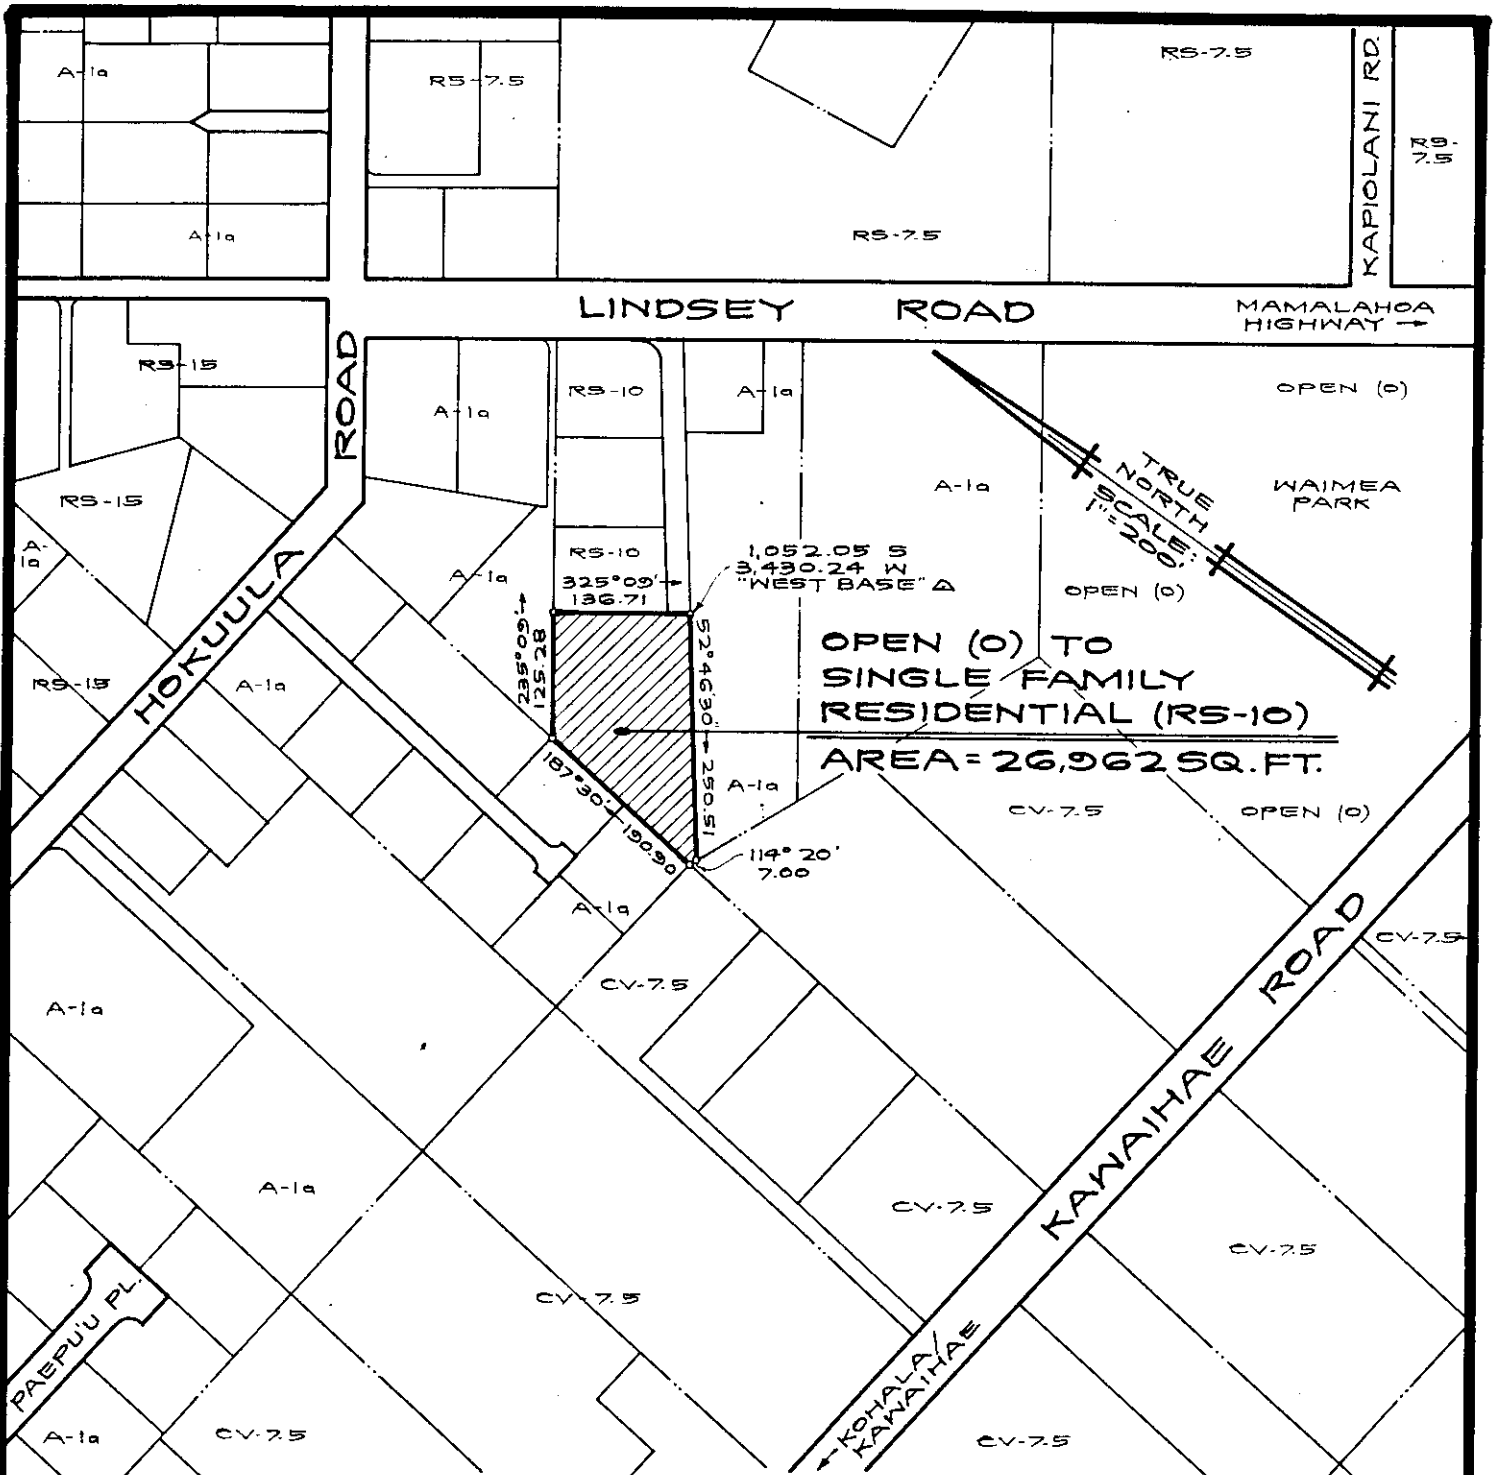 A-1a
RS-7.5
RS-7.5
KAPIOLANI RD.
RS-
7.5
A-1a
RS-7.5
LINDSEY ROAD
MAMALAHOA
HIGHWAY →
RS-15
ROAD
A-1a
RS-10
A-1a
OPEN (O)
RS-15
A-1a
TRUE
NORTH
SCALE:
1"=200'
WAIMEA
PARK
A-
1a
A-1a
RS-10
325°09'→
136.71
1,052.05 S
3,430.24 W
"WEST BASE" △
OPEN (O)
HOKUULA
235°09'→
125.28
52°46'30"→ 250.51
OPEN (O) TO
SINGLE FAMILY
RESIDENTIAL (RS-10)
AREA = 26,962 SQ. FT.
RS-15
A-1a
187°30'→ 190.90
A-1a
CV-7.5
OPEN (O)
114° 20'
7.00
A-1a
CV-7.5
A-1a
CV-7.5
KAWAIHAE ROAD
A-1a
CV-7.5
CV-7.5
PAEPU'U PL.
CV-7.5
←KOHALA/
KAWAIHAE
A-1a
CV-7.5
CV-7.5